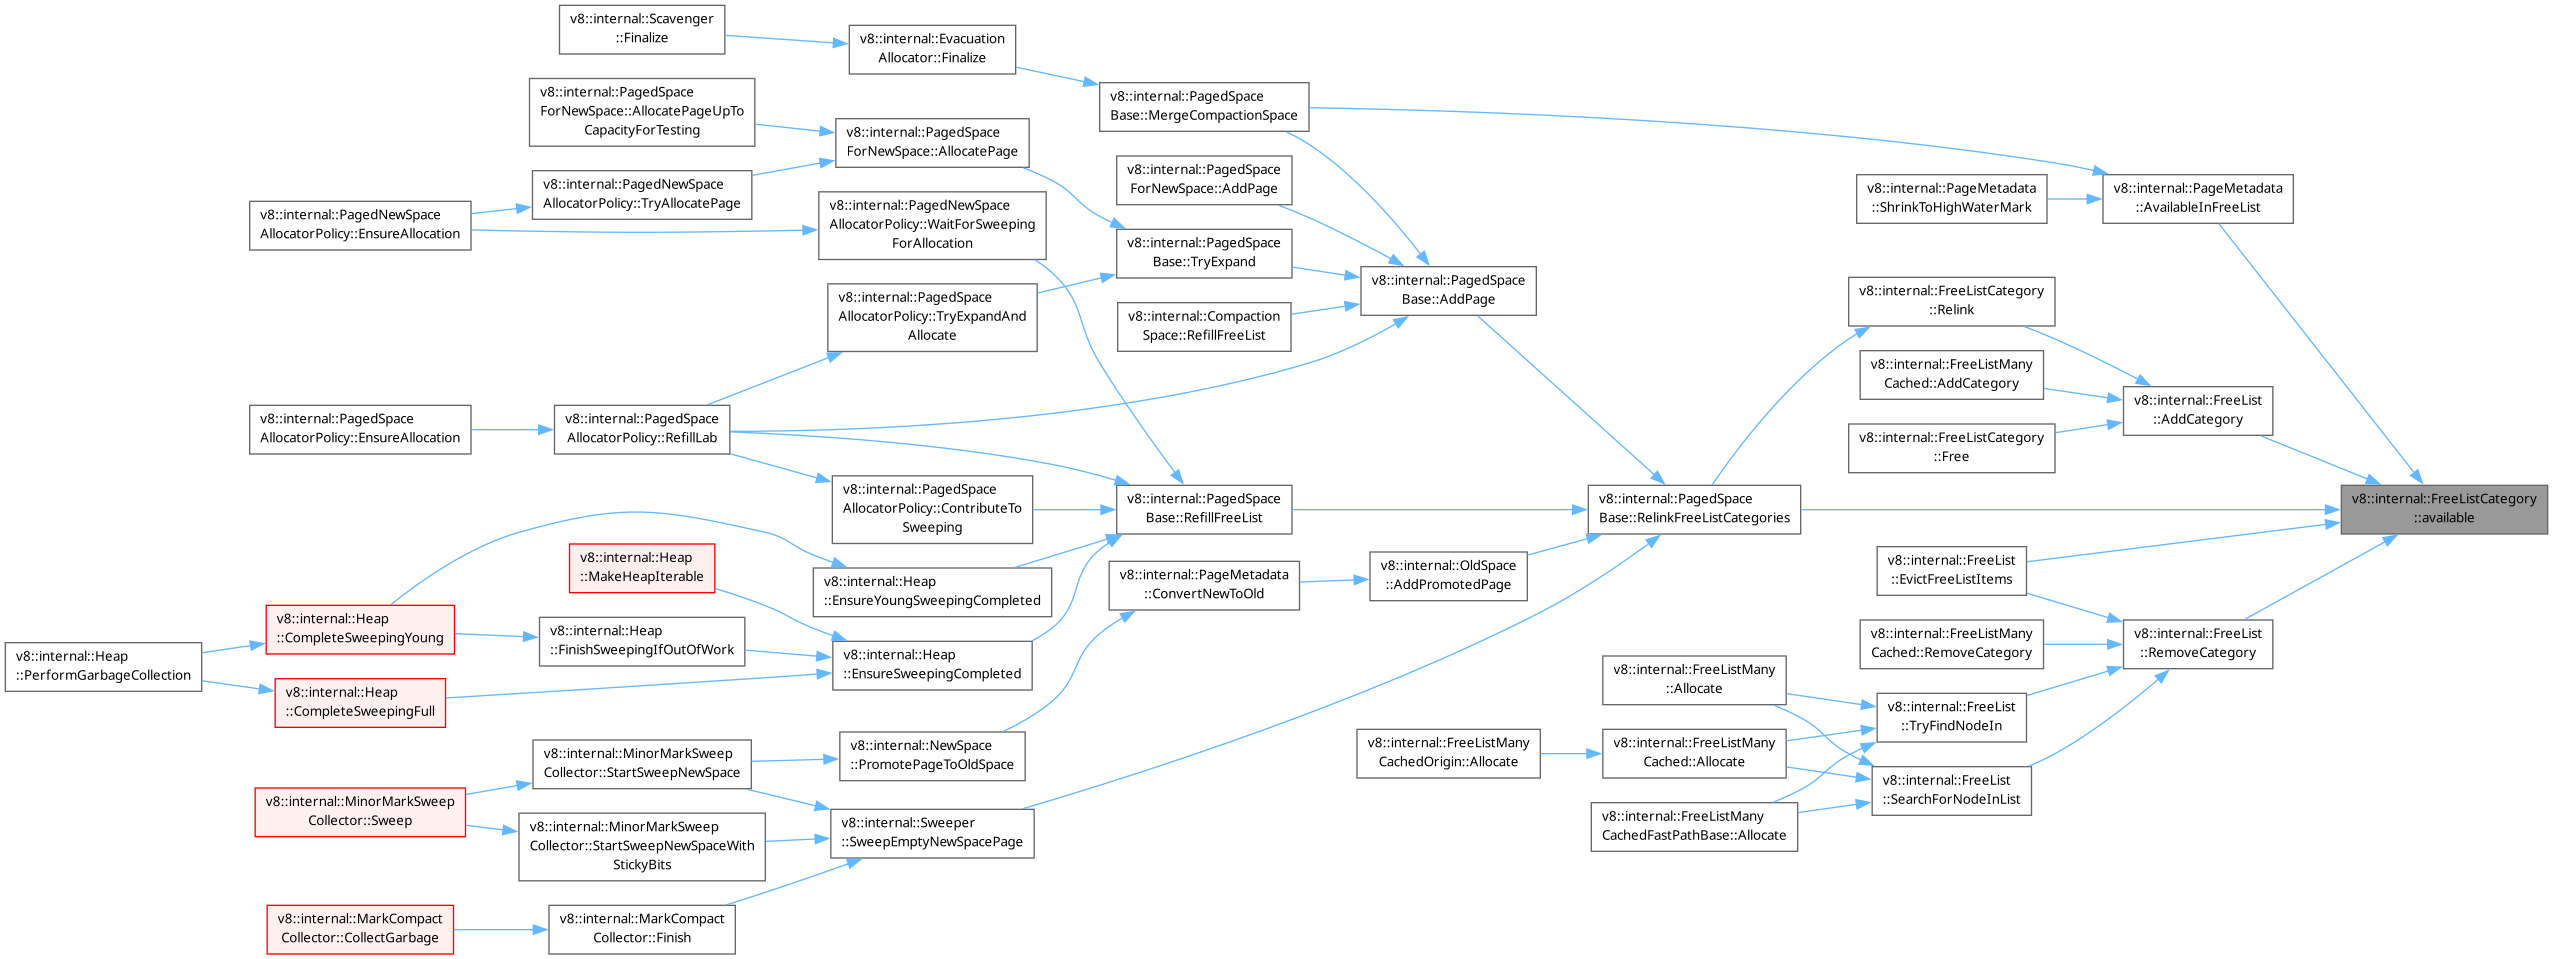 v8::internal::Scavenger
::Finalize
v8::internal::Evacuation
Allocator::Finalize
v8::internal::PagedSpace
ForNewSpace::AllocatePageUpTo
CapacityForTesting
v8::internal::PagedSpace
Base::MergeCompactionSpace
v8::internal::PagedSpace
ForNewSpace::AllocatePage
v8::internal::PagedSpace
ForNewSpace::AddPage
v8::internal::PagedNewSpace
AllocatorPolicy::TryAllocatePage
v8::internal::PageMetadata
::ShrinkToHighWaterMark
v8::internal::PageMetadata
::AvailableInFreeList
v8::internal::PagedNewSpace
AllocatorPolicy::EnsureAllocation
v8::internal::PagedNewSpace
AllocatorPolicy::WaitForSweeping
ForAllocation
v8::internal::PagedSpace
Base::TryExpand
v8::internal::PagedSpace
Base::AddPage
v8::internal::FreeListCategory
::Relink
v8::internal::PagedSpace
AllocatorPolicy::TryExpandAnd
Allocate
v8::internal::Compaction
Space::RefillFreeList
v8::internal::FreeListMany
Cached::AddCategory
v8::internal::FreeList
::AddCategory
v8::internal::PagedSpace
AllocatorPolicy::EnsureAllocation
v8::internal::PagedSpace
AllocatorPolicy::RefillLab
v8::internal::FreeListCategory
::Free
v8::internal::PagedSpace
AllocatorPolicy::ContributeTo
Sweeping
v8::internal::PagedSpace
Base::RefillFreeList
v8::internal::PagedSpace
Base::RelinkFreeListCategories
v8::internal::FreeListCategory
::available
v8::internal::Heap
::MakeHeapIterable
v8::internal::Heap
::EnsureYoungSweepingCompleted
v8::internal::PageMetadata
::ConvertNewToOld
v8::internal::OldSpace
::AddPromotedPage
v8::internal::FreeList
::EvictFreeListItems
v8::internal::Heap
::CompleteSweepingYoung
v8::internal::Heap
::FinishSweepingIfOutOfWork
v8::internal::FreeListMany
Cached::RemoveCategory
v8::internal::FreeList
::RemoveCategory
v8::internal::Heap
::PerformGarbageCollection
v8::internal::Heap
::EnsureSweepingCompleted
v8::internal::Heap
::CompleteSweepingFull
v8::internal::FreeListMany
::Allocate
v8::internal::FreeList
::TryFindNodeIn
v8::internal::MinorMarkSweep
Collector::StartSweepNewSpace
v8::internal::NewSpace
::PromotePageToOldSpace
v8::internal::FreeListMany
CachedOrigin::Allocate
v8::internal::FreeListMany
Cached::Allocate
v8::internal::FreeList
::SearchForNodeInList
v8::internal::MinorMarkSweep
Collector::Sweep
v8::internal::MinorMarkSweep
Collector::StartSweepNewSpaceWith
StickyBits
v8::internal::Sweeper
::SweepEmptyNewSpacePage
v8::internal::FreeListMany
CachedFastPathBase::Allocate
v8::internal::MarkCompact
Collector::CollectGarbage
v8::internal::MarkCompact
Collector::Finish